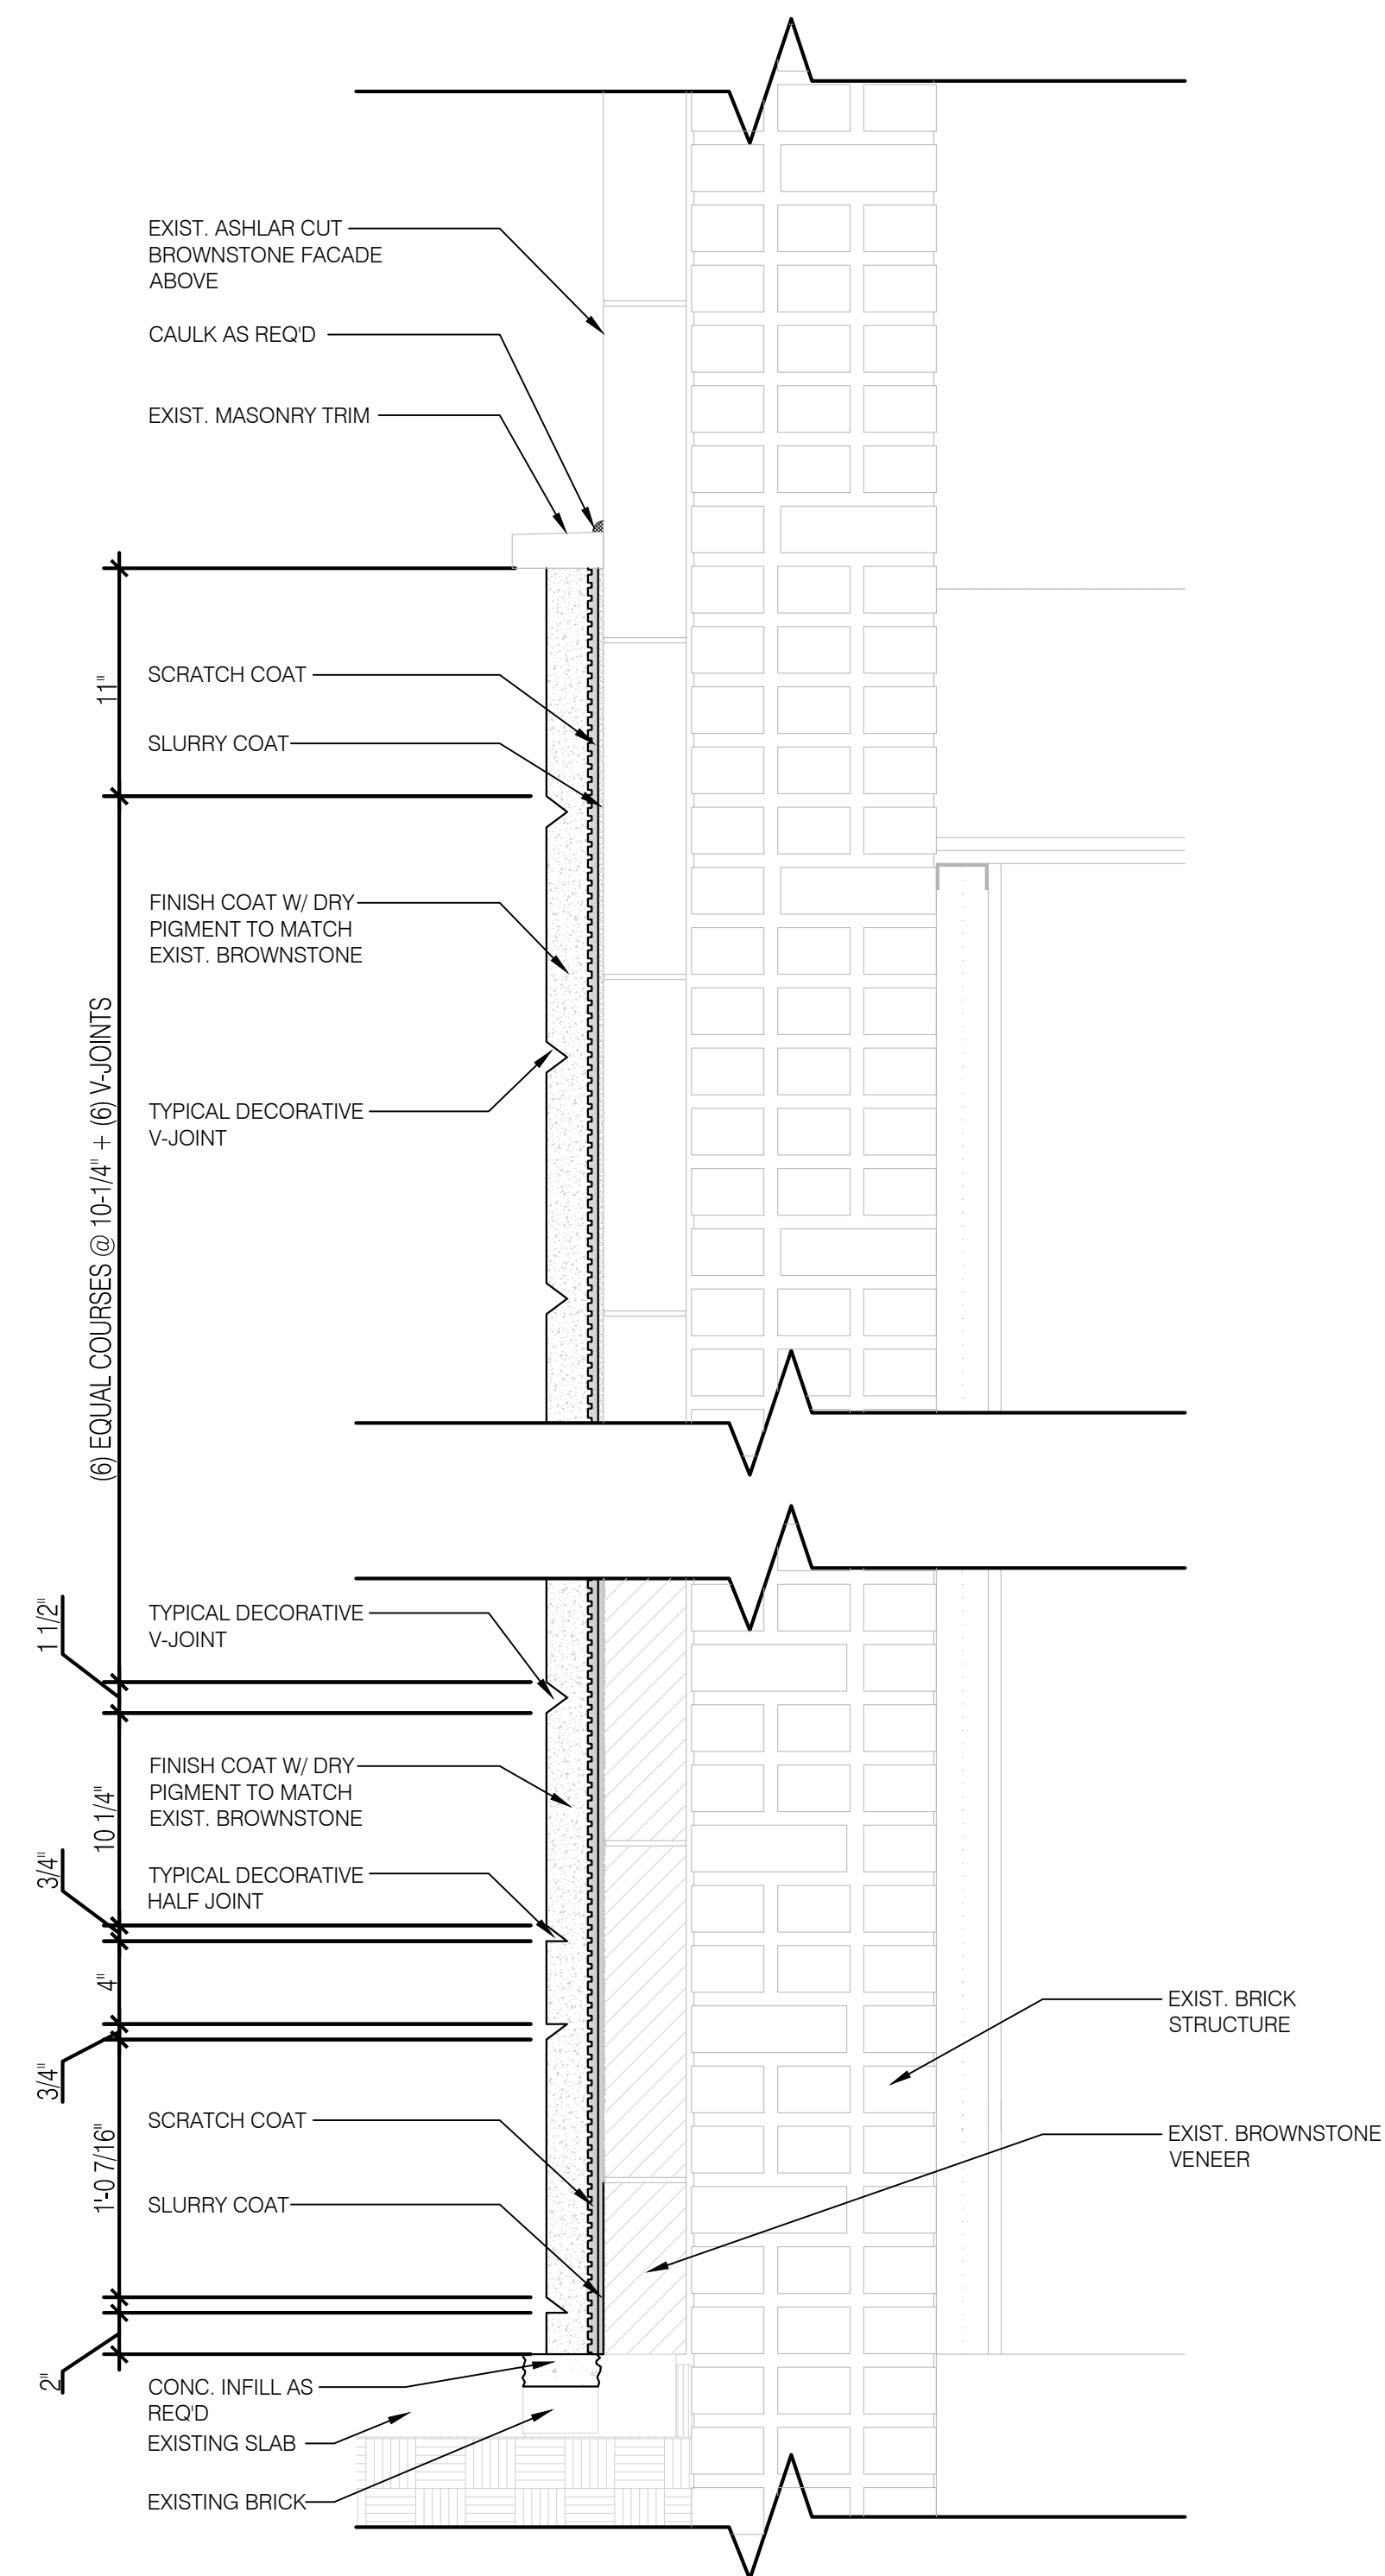 EXIST. ASHLAR CUT
BROWNSTONE FACADE
ABOVE
CAULK AS REQ'D
EXIST. MASONRY TRIM
11"
SCRATCH COAT
SLURRY COAT
FINISH COAT W/ DRY
PIGMENT TO MATCH
EXIST. BROWNSTONE
(6) EQUAL COURSES @ 10-1/4" + (6) V-JOINTS
TYPICAL DECORATIVE
V-JOINT
1 1/2"
TYPICAL DECORATIVE
V-JOINT
10 1/4"
FINISH COAT W/ DRY
PIGMENT TO MATCH
EXIST. BROWNSTONE
3/4"
TYPICAL DECORATIVE
HALF JOINT
4"
3/4"
1'-0 7/16"
SCRATCH COAT
SLURRY COAT
2"
CONC. INFILL AS
REQ'D
EXISTING SLAB
EXISTING BRICK
EXIST. BRICK
STRUCTURE
EXIST. BROWNSTONE
VENEER